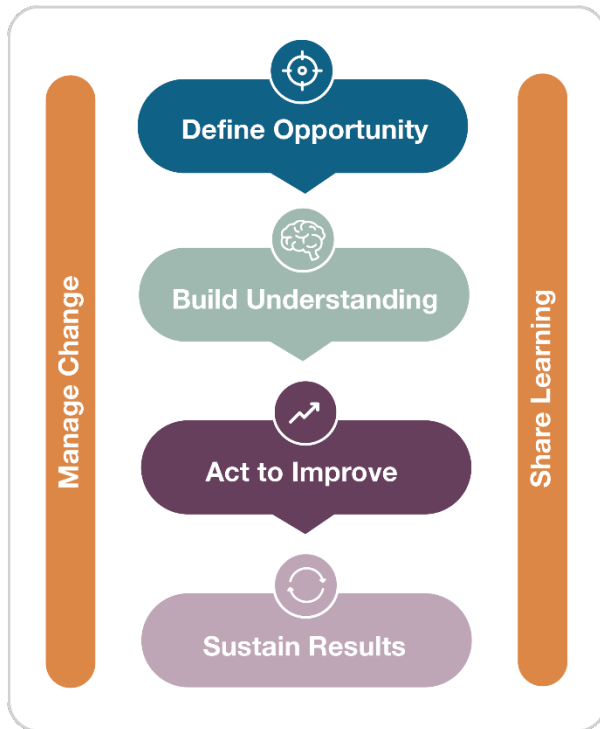 Define Opportunity
Build Understanding
Act to Improve
Sustain Results
Manage Change
Share Learning